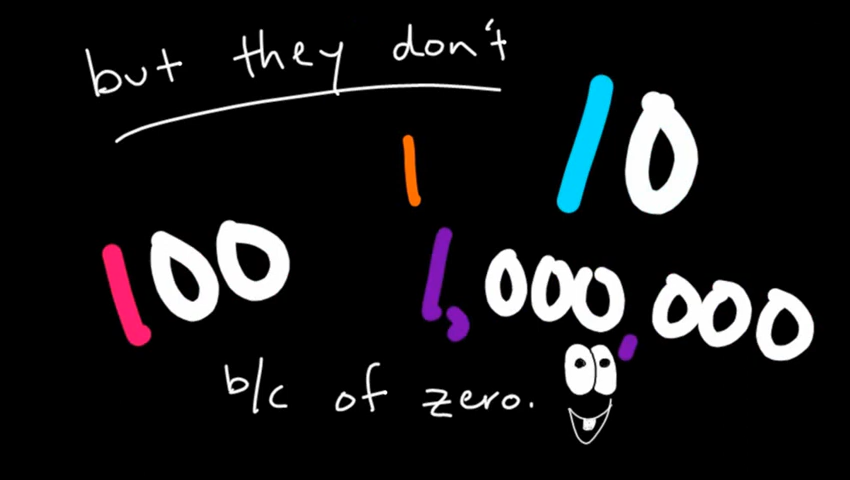 but they don't
1
10
100
1,000,000
b/c of zero.